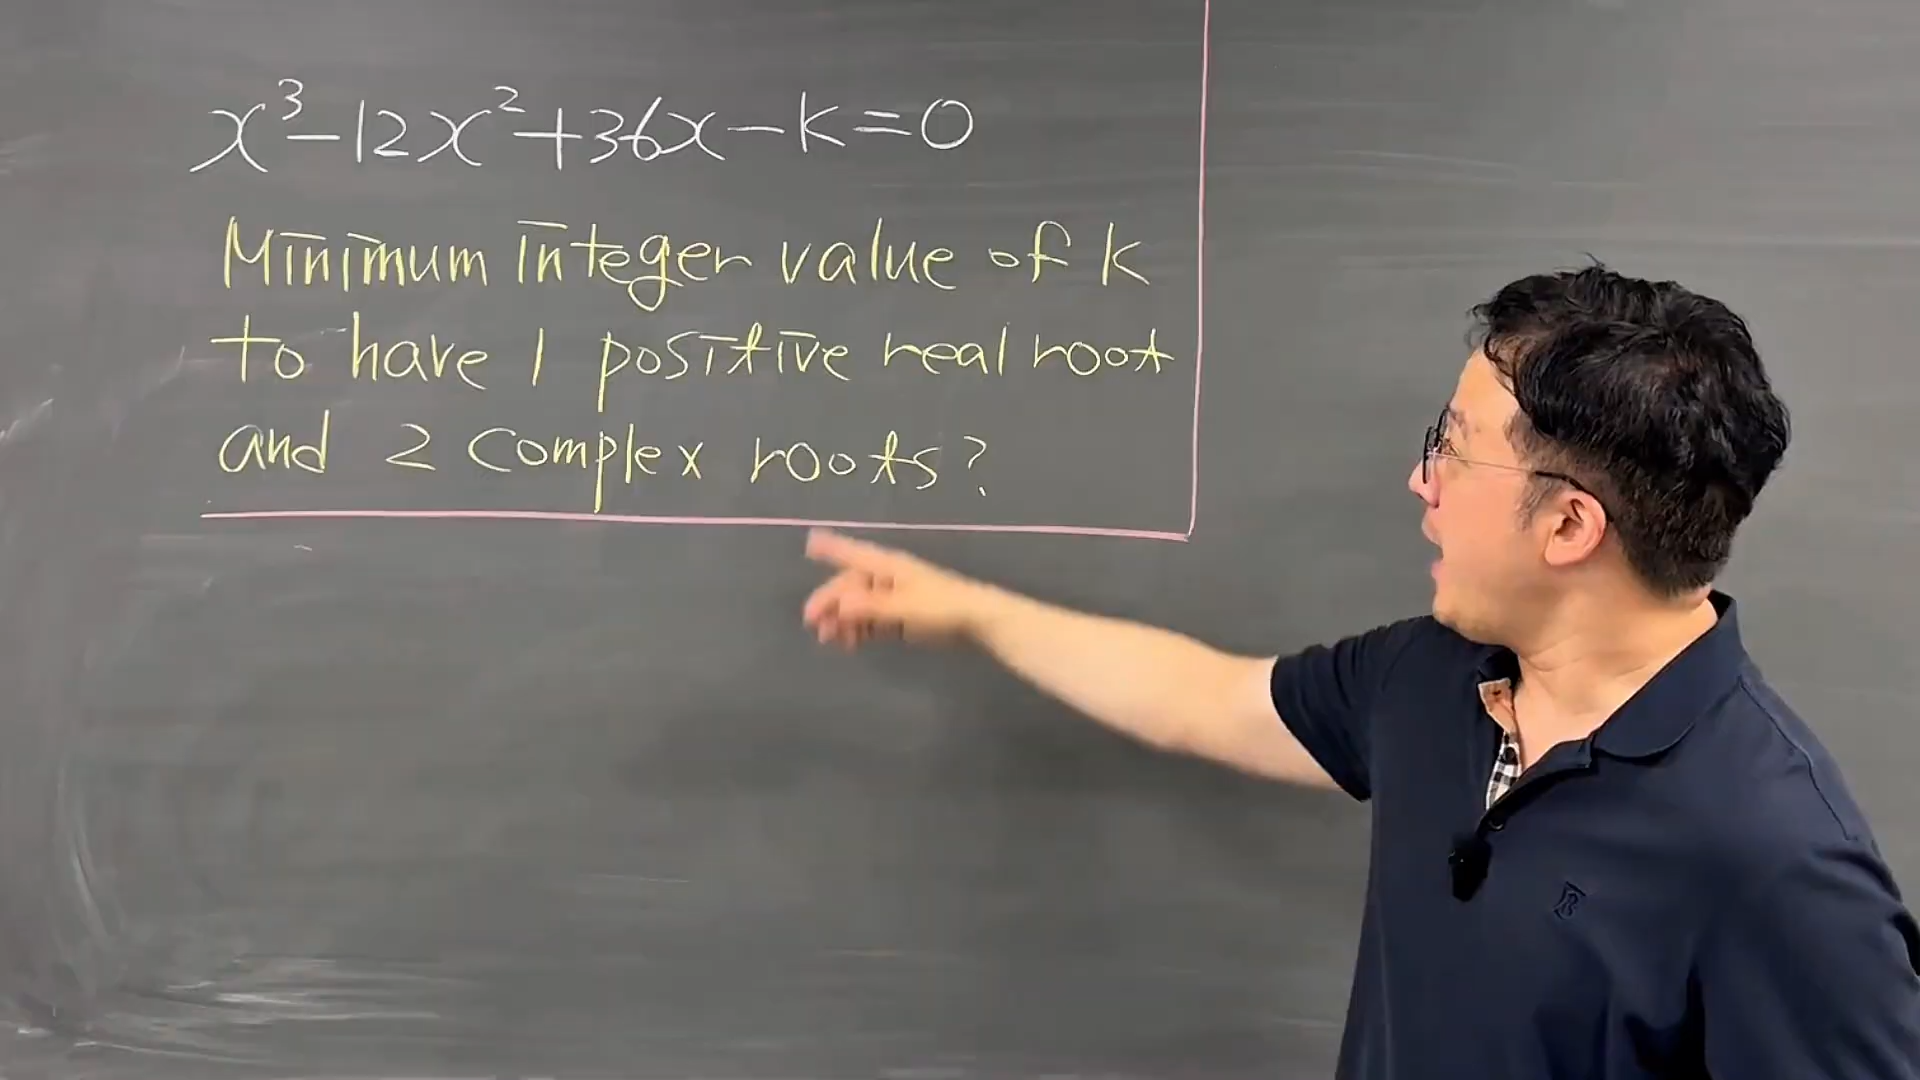 x³-12x²+36x-k=0
Minimum integer value of k
to have 1 positive real root
and 2 complex roots?